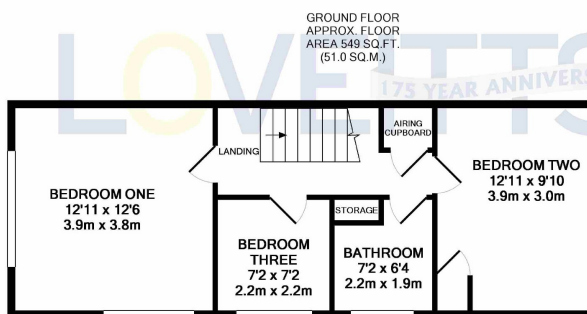 GROUND FLOOR
APPROX. FLOOR
AREA 549 SQ.FT.
(51.0 SQ.M.)
LOVEITTS
175 YEAR ANNIVERS
AIRING
CUPBOARD
LANDING
BEDROOM ONE
12'11 x 12'6
3.9m x 3.8m
BEDROOM TWO
12'11 x 9'10
3.9m x 3.0m
STORAGE
BEDROOM
THREE
7'2 x 7'2
2.2m x 2.2m
BATHROOM
7'2 x 6'4
2.2m x 1.9m